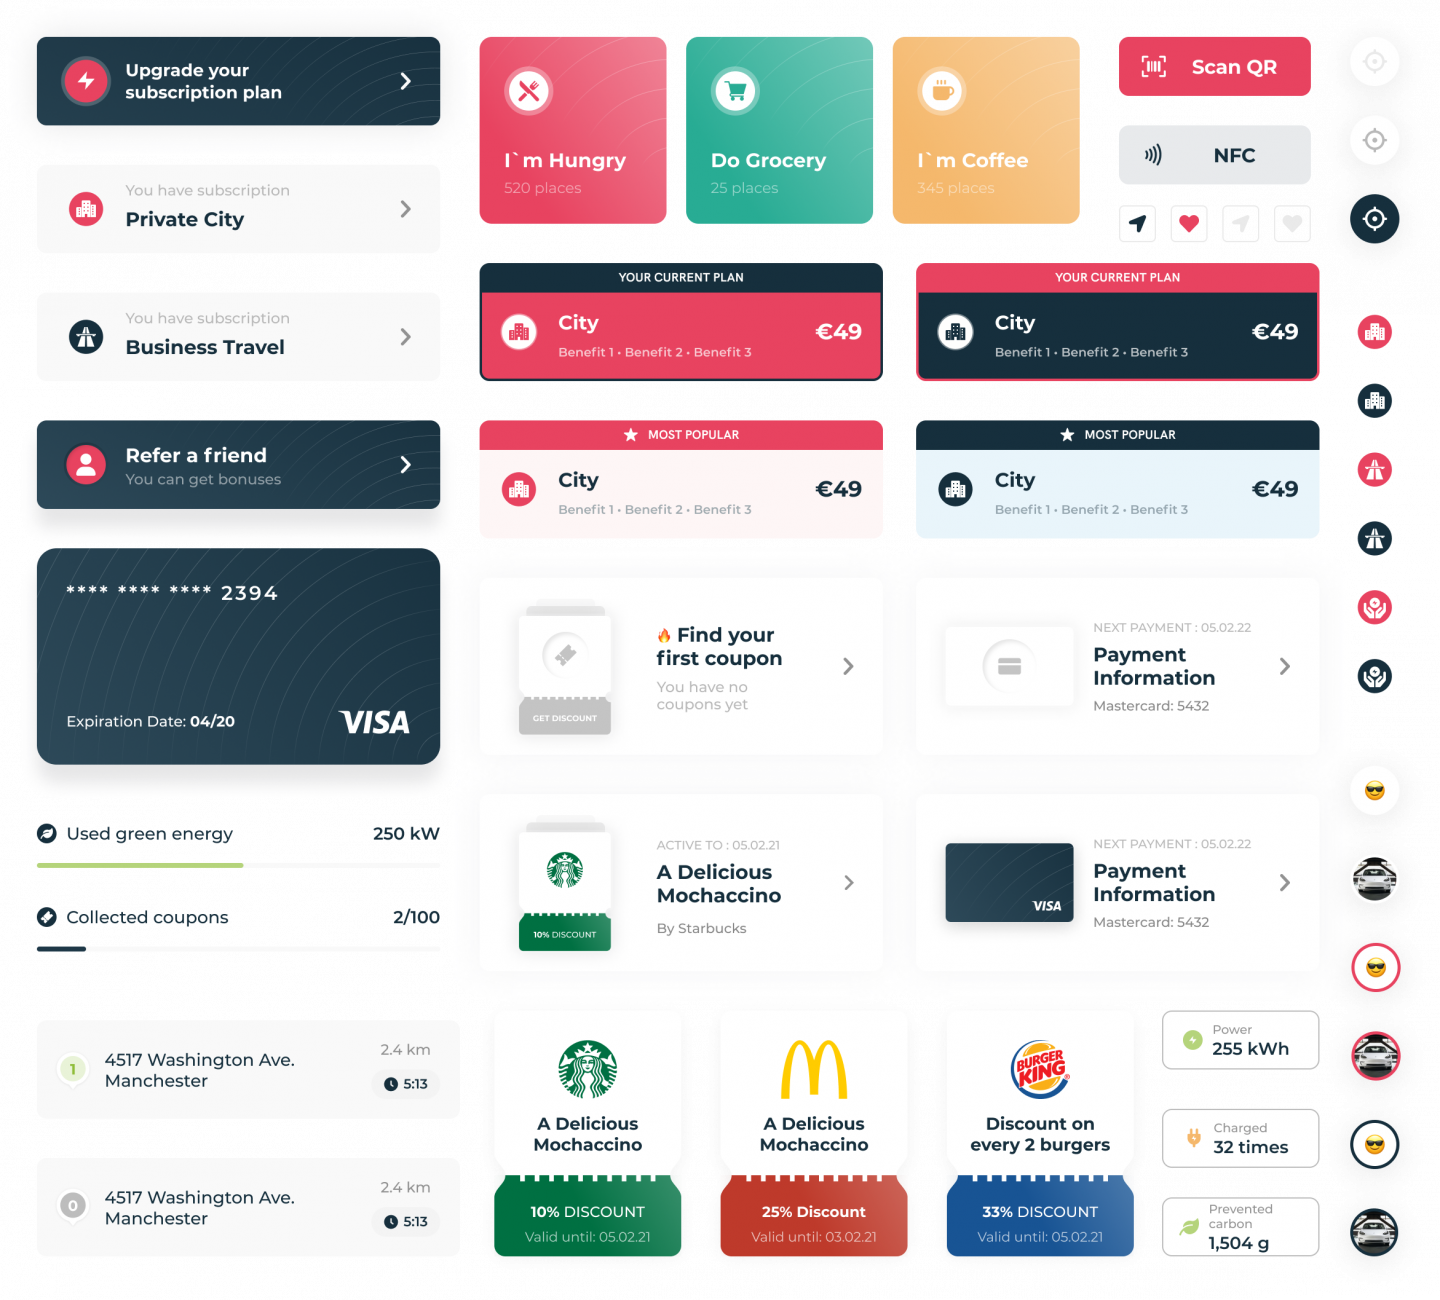 Upgrade your
subscription plan
You have subscription
Private City
You have subscription
Business Travel
Refer a friend
You can get bonuses
**** **** **** 2394
Expiration Date: 04/20
VISA
Used green energy
250 kW
Collected coupons
2/100
1
4517 Washington Ave.
Manchester
2.4 km
5:13
0
4517 Washington Ave.
Manchester
2.4 km
5:13
I`m Hungry
520 places
Do Grocery
25 places
I`m Coffee
345 places
Scan QR
NFC
YOUR CURRENT PLAN
City
Benefit 1 • Benefit 2 • Benefit 3
€49
YOUR CURRENT PLAN
City
Benefit 1 • Benefit 2 • Benefit 3
€49
MOST POPULAR
City
Benefit 1 • Benefit 2 • Benefit 3
€49
MOST POPULAR
City
Benefit 1 • Benefit 2 • Benefit 3
€49
GET DISCOUNT
🔥 Find your
first coupon
You have no
coupons yet
NEXT PAYMENT : 05.02.22
Payment
Information
Mastercard: 5432
10% DISCOUNT
ACTIVE TO : 05.02.21
A Delicious
Mochaccino
By Starbucks
VISA
NEXT PAYMENT : 05.02.22
Payment
Information
Mastercard: 5432
A Delicious
Mochaccino
10% DISCOUNT
Valid until: 05.02.21
A Delicious
Mochaccino
25% Discount
Valid until: 03.02.21
BURGER
KING
Discount on
every 2 burgers
33% DISCOUNT
Valid until: 05.02.21
Power
255 kWh
Charged
32 times
Prevented
carbon
1,504 g